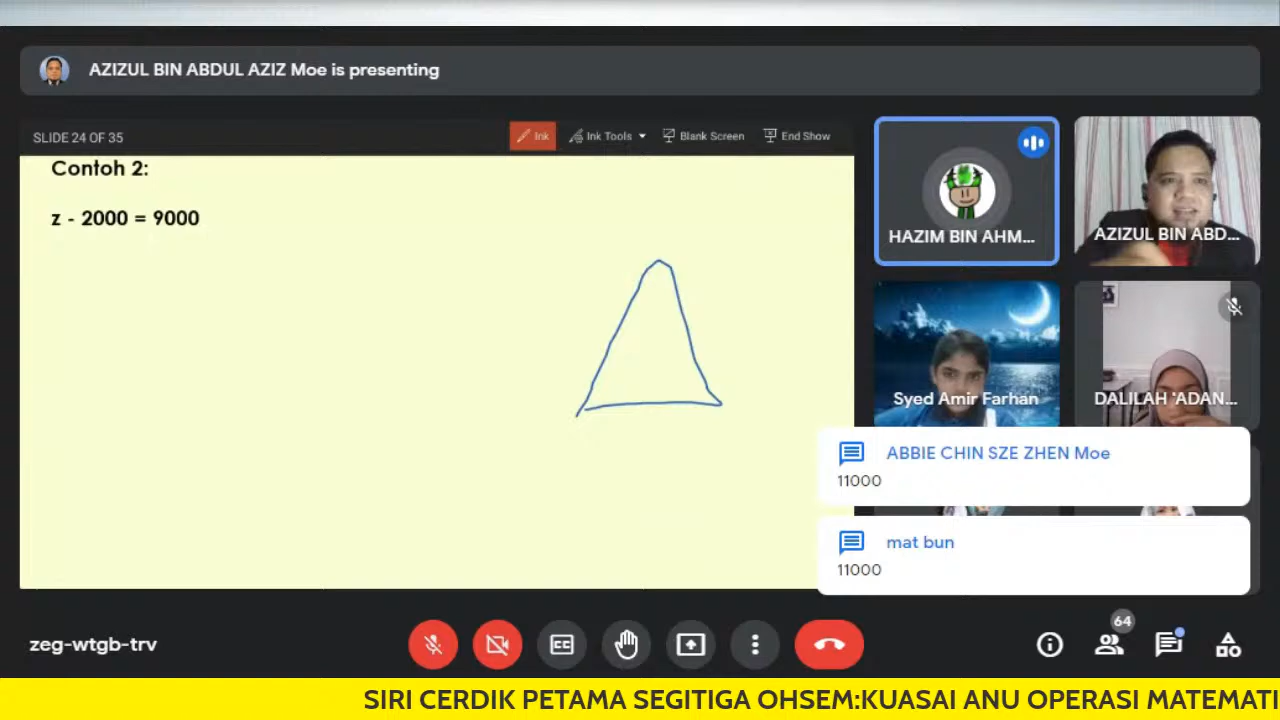 AZIZUL BIN ABDUL AZIZ Moe is presenting
SLIDE 24 OF 35
Ink
Ink Tools
Blank Screen
End Show
Contoh 2:
z - 2000 = 9000
HAZIM BIN AHM...
AZIZUL BIN ABD...
Syed Amir Farhan
DALILAH 'ADAN...
ABBIE CHIN SZE ZHEN Moe
11000
mat bun
11000
zeg-wtgb-trv
CC
64
SIRI CERDIK PETAMA SEGITIGA OHSEM:KUASAI ANU OPERASI MATEMATI